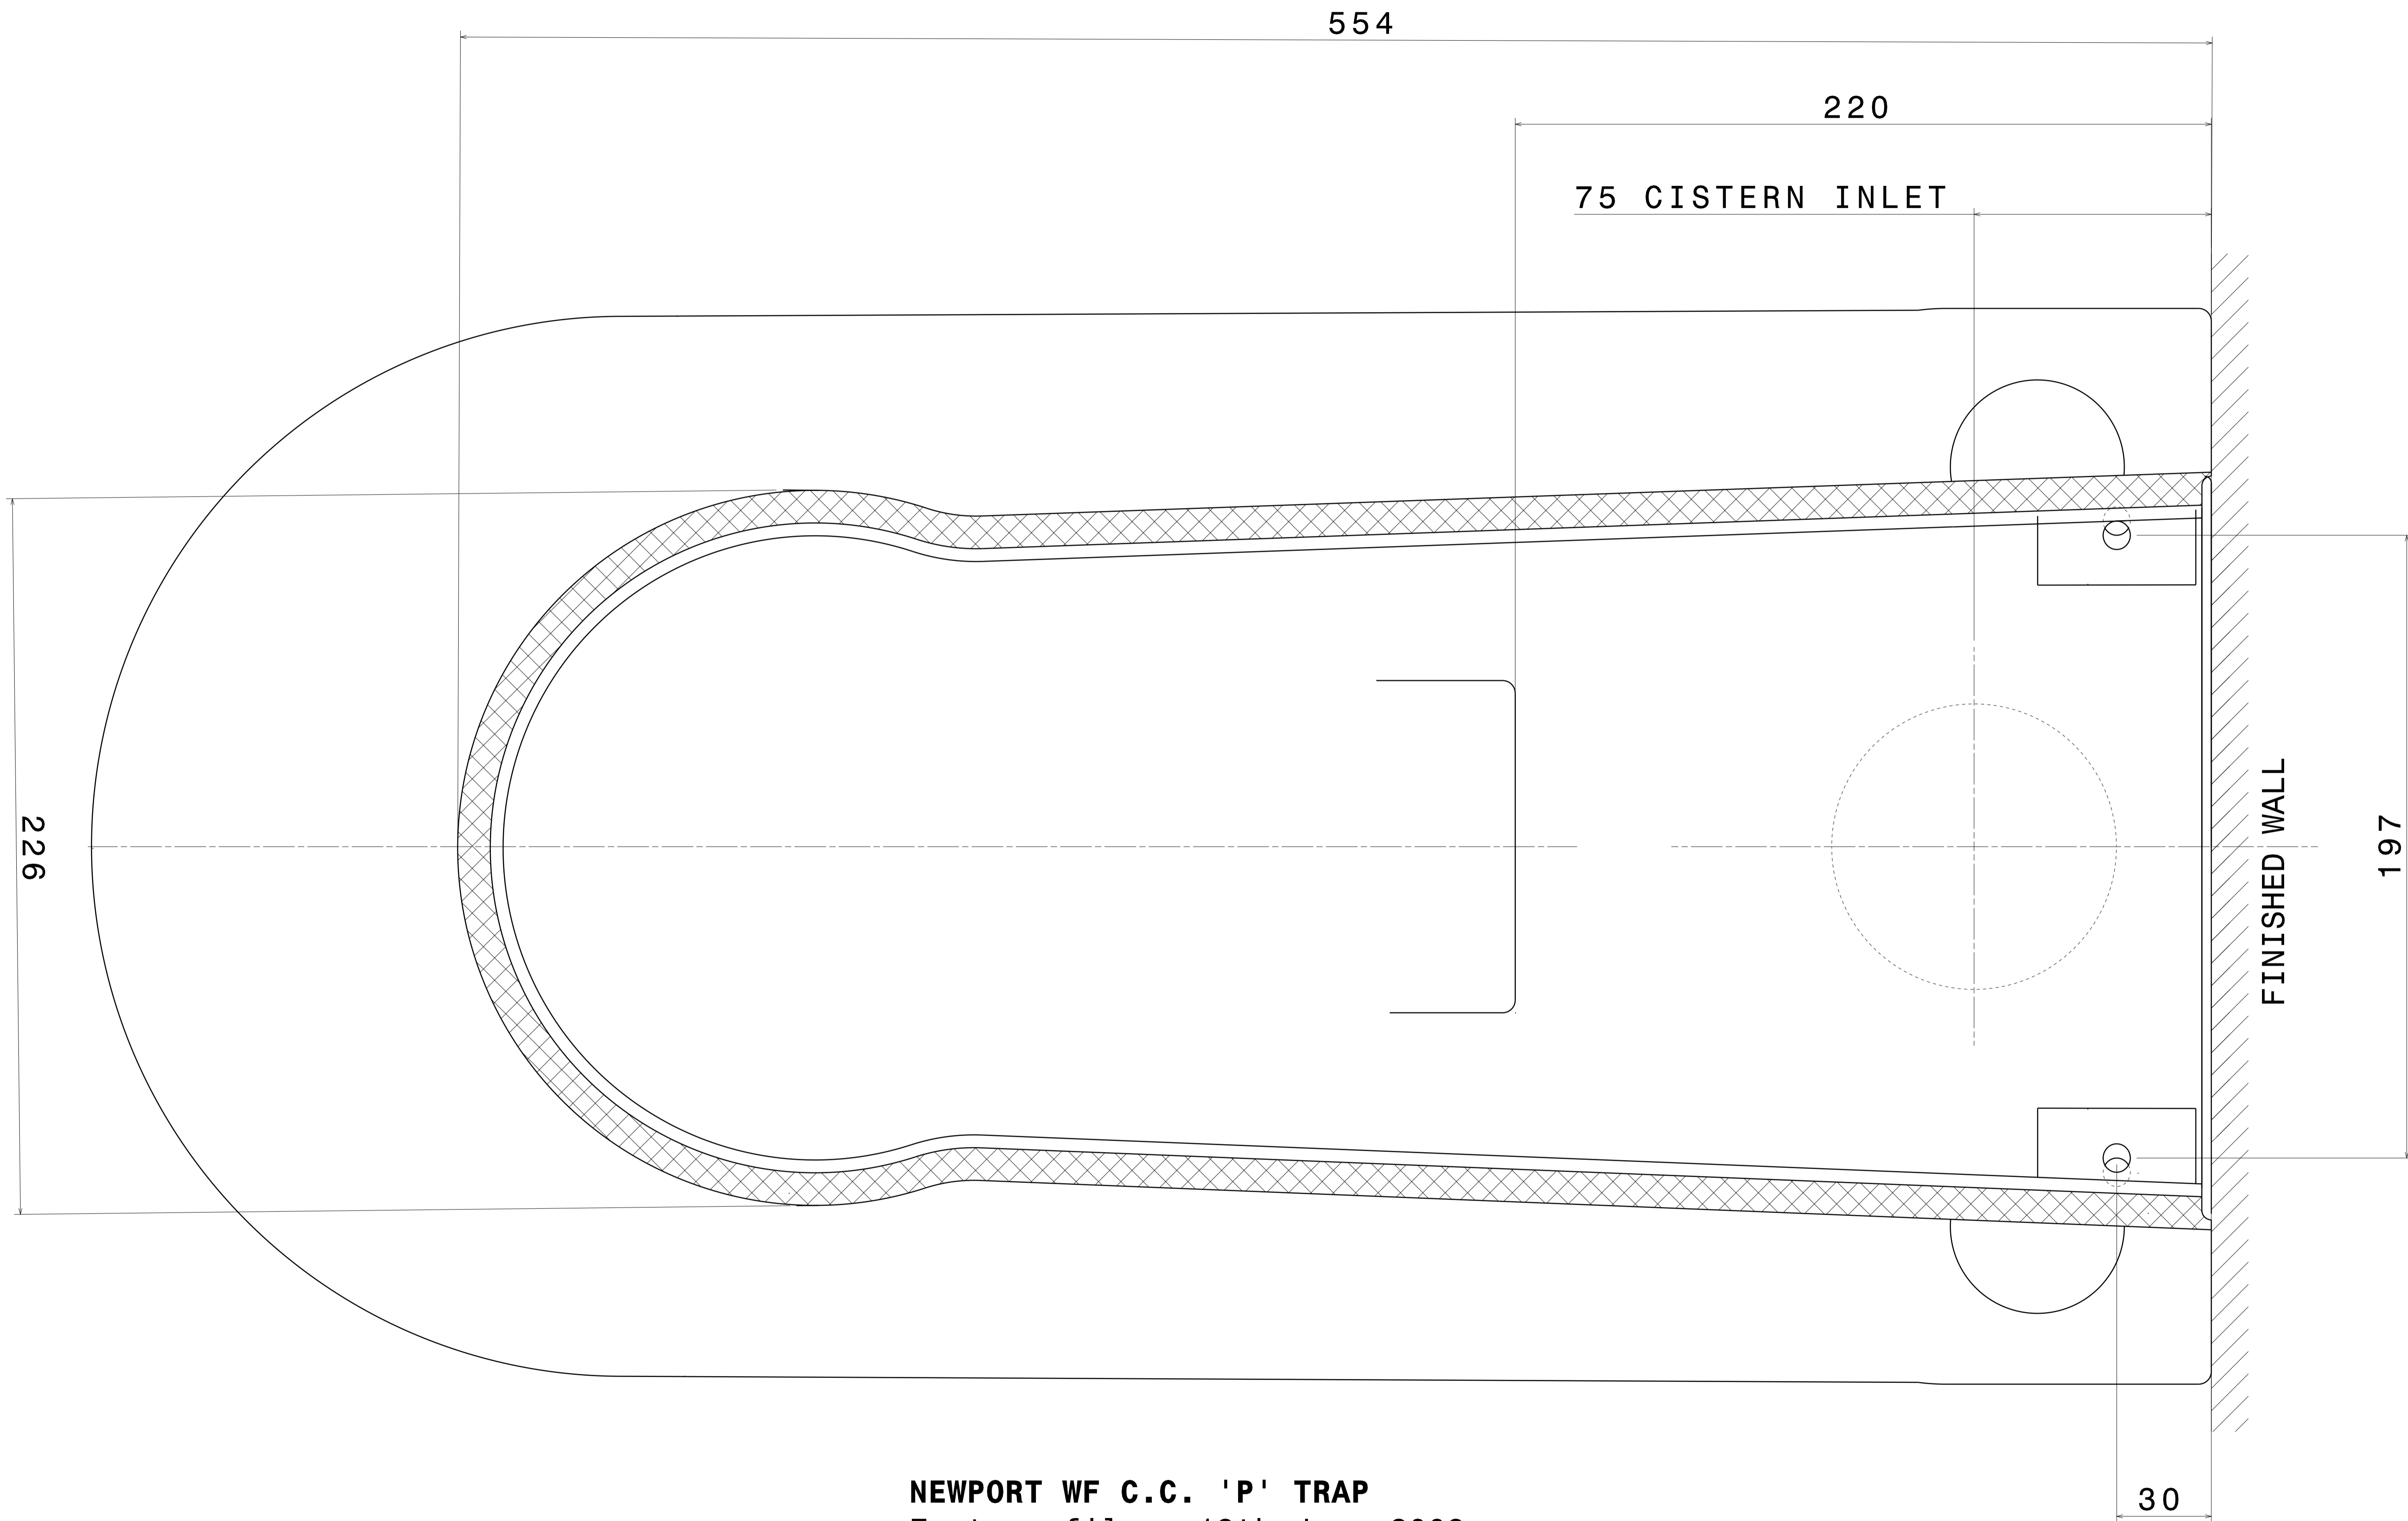 554
220
75 CISTERN INLET
226
FINISHED WALL
197
NEWPORT WF C.C. 'P' TRAP
30